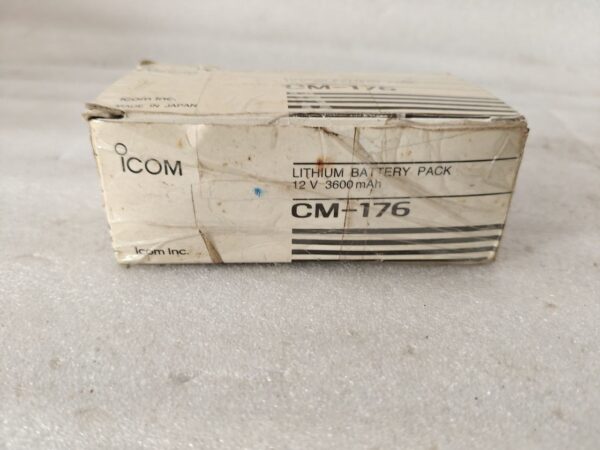 CM-176
Icom Inc.
MADE IN JAPAN
ICOM
LITHIUM BATTERY PACK
12 V 3600 mAh
CM-176
Icom Inc.